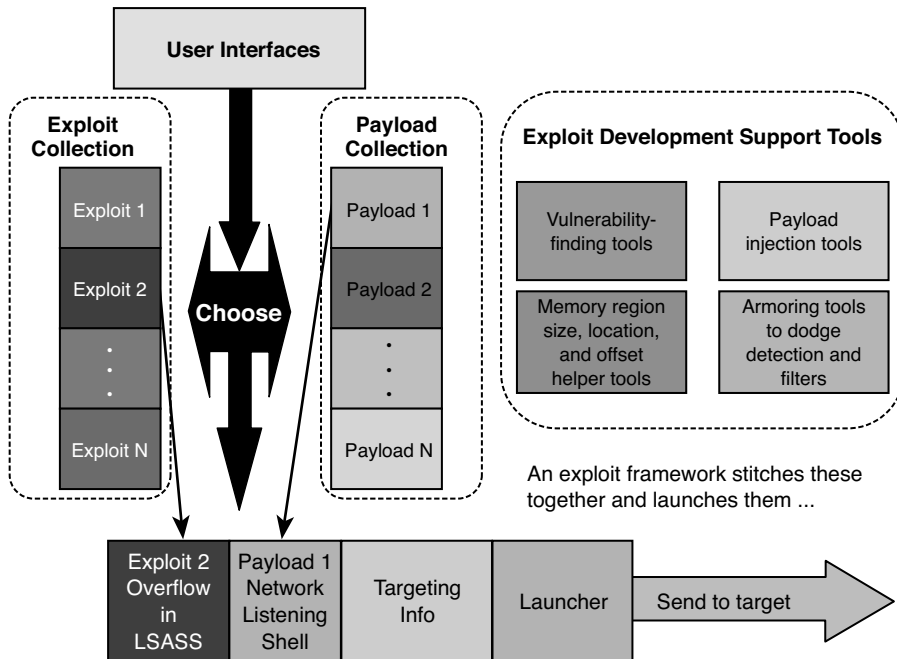 User Interfaces
Exploit
Collection
Exploit 1
Exploit 2
.
.
.
Exploit N
Choose
Payload
Collection
Payload 1
Payload 2
.
.
.
Payload N
Exploit Development Support Tools
Vulnerability-
finding tools
Payload
injection tools
Memory region
size, location,
and offset
helper tools
Armoring tools
to dodge
detection and
filters
An exploit framework stitches these
together and launches them ...
Exploit 2
Overflow
in
LSASS
Payload 1
Network
Listening
Shell
Targeting
Info
Launcher
Send to target